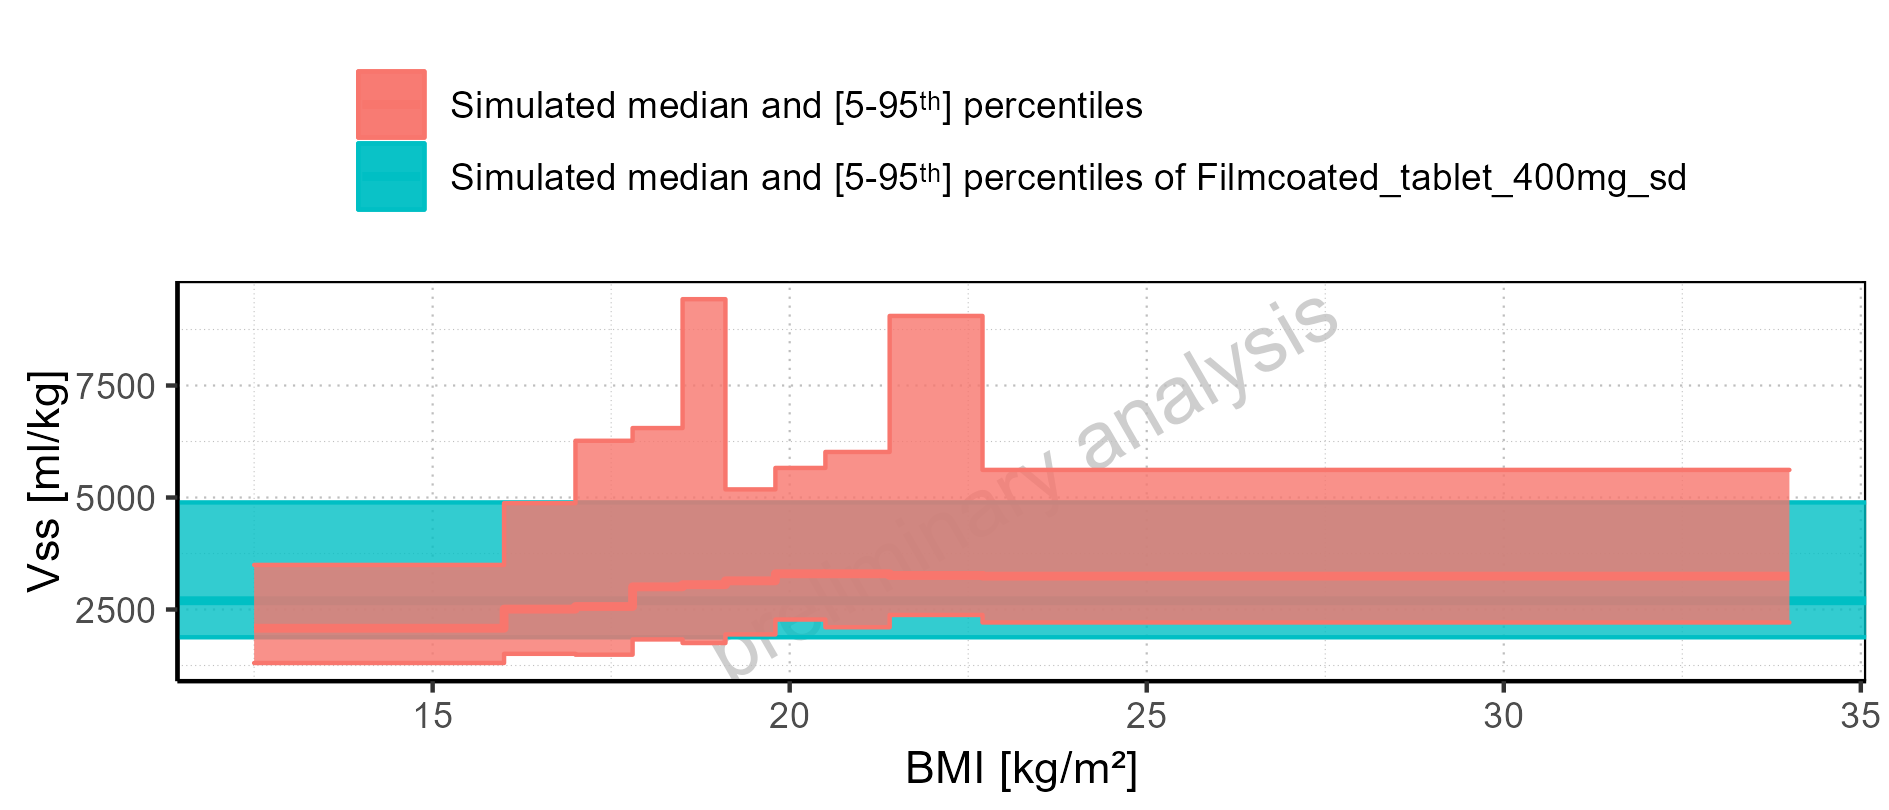 Simulated median and [5-95ᵗʰ] percentiles
Simulated median and [5-95ᵗʰ] percentiles of Filmcoated_tablet_400mg_sd
Vss [ml/kg]
7500
5000
2500
preliminary analysis
15 20 25 30 35
BMI [kg/m²]